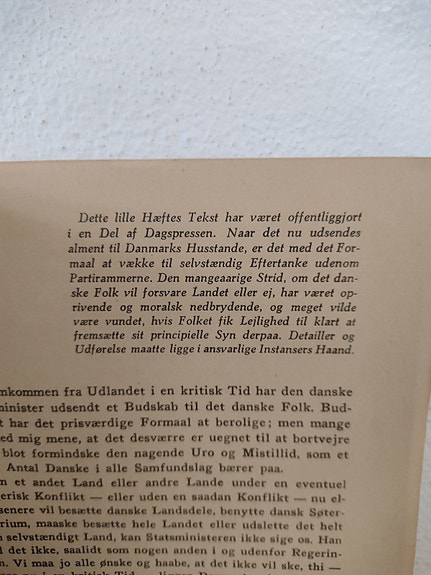 Dette lille Hæftes Tekst har været offentliggjort
i en Del af Dagspressen. Naar det nu udsendes
alment til Danmarks Husstande, er det med det For-
maal at vække til selvstændig Eftertanke udenom
Partirammerne. Den mangeaarige Strid, om det dan-
ske Folk vil forsvare Landet eller ej, har været op-
rivende og moralsk nedbrydende, og meget vilde
være vundet, hvis Folket fik Lejlighed til klart at
fremsætte sit principielle Syn derpaa. Detailler og
Udførelse maatte ligge i ansvarlige Instansers Haand.
mkommen fra Udlandet i en kritisk Tid har den danske
minister udsendt et Budskab til det danske Folk. Bud-
t har det prisværdige Formaal at berolige; men mange
ed mig mene, at det desværre er uegnet til at bortvejre
blot formindske den nagende Uro og Mistillid, som et
Antal Danske i alle Samfundslag bærer paa.
m et andet Land eller andre Lande under en eventuel
gerisk Konflikt — eller uden en saadan Konflikt — nu el-
senere vil besætte danske Landsdele, benytte dansk Søter-
rium, maaske besætte hele Landet eller udslette det helt
n selvstændigt Land, kan Statsministeren ikke sige os. Han
d det ikke, saalidt som nogen anden i og udenfor Regerin-
n. Vi maa jo alle ønske og haabe, at det ikke vil ske, thi —